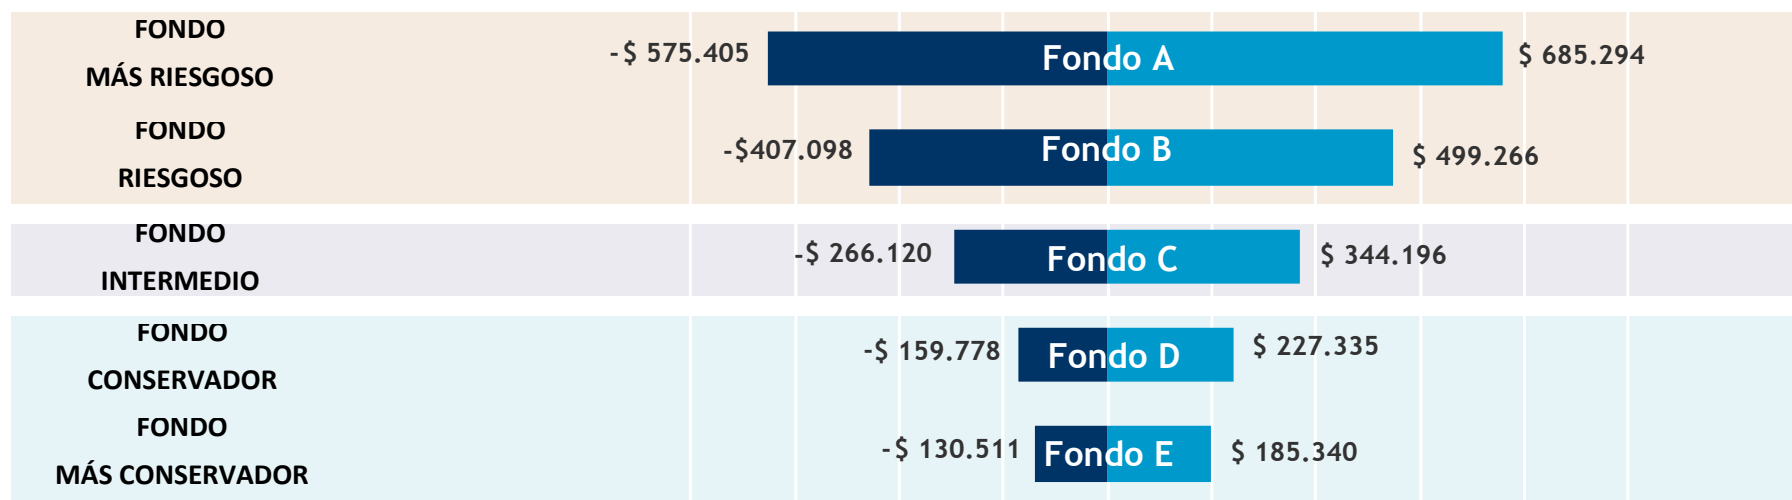 FONDO
MÁS RIESGOSO
-$ 575.405
Fondo A
$ 685.294
FONDO
RIESGOSO
-$407.098
Fondo B
$ 499.266
FONDO
INTERMEDIO
-$ 266.120
Fondo C
$ 344.196
FONDO
CONSERVADOR
-$ 159.778
Fondo D
$ 227.335
FONDO
MÁS CONSERVADOR
-$ 130.511
Fondo E
$ 185.340